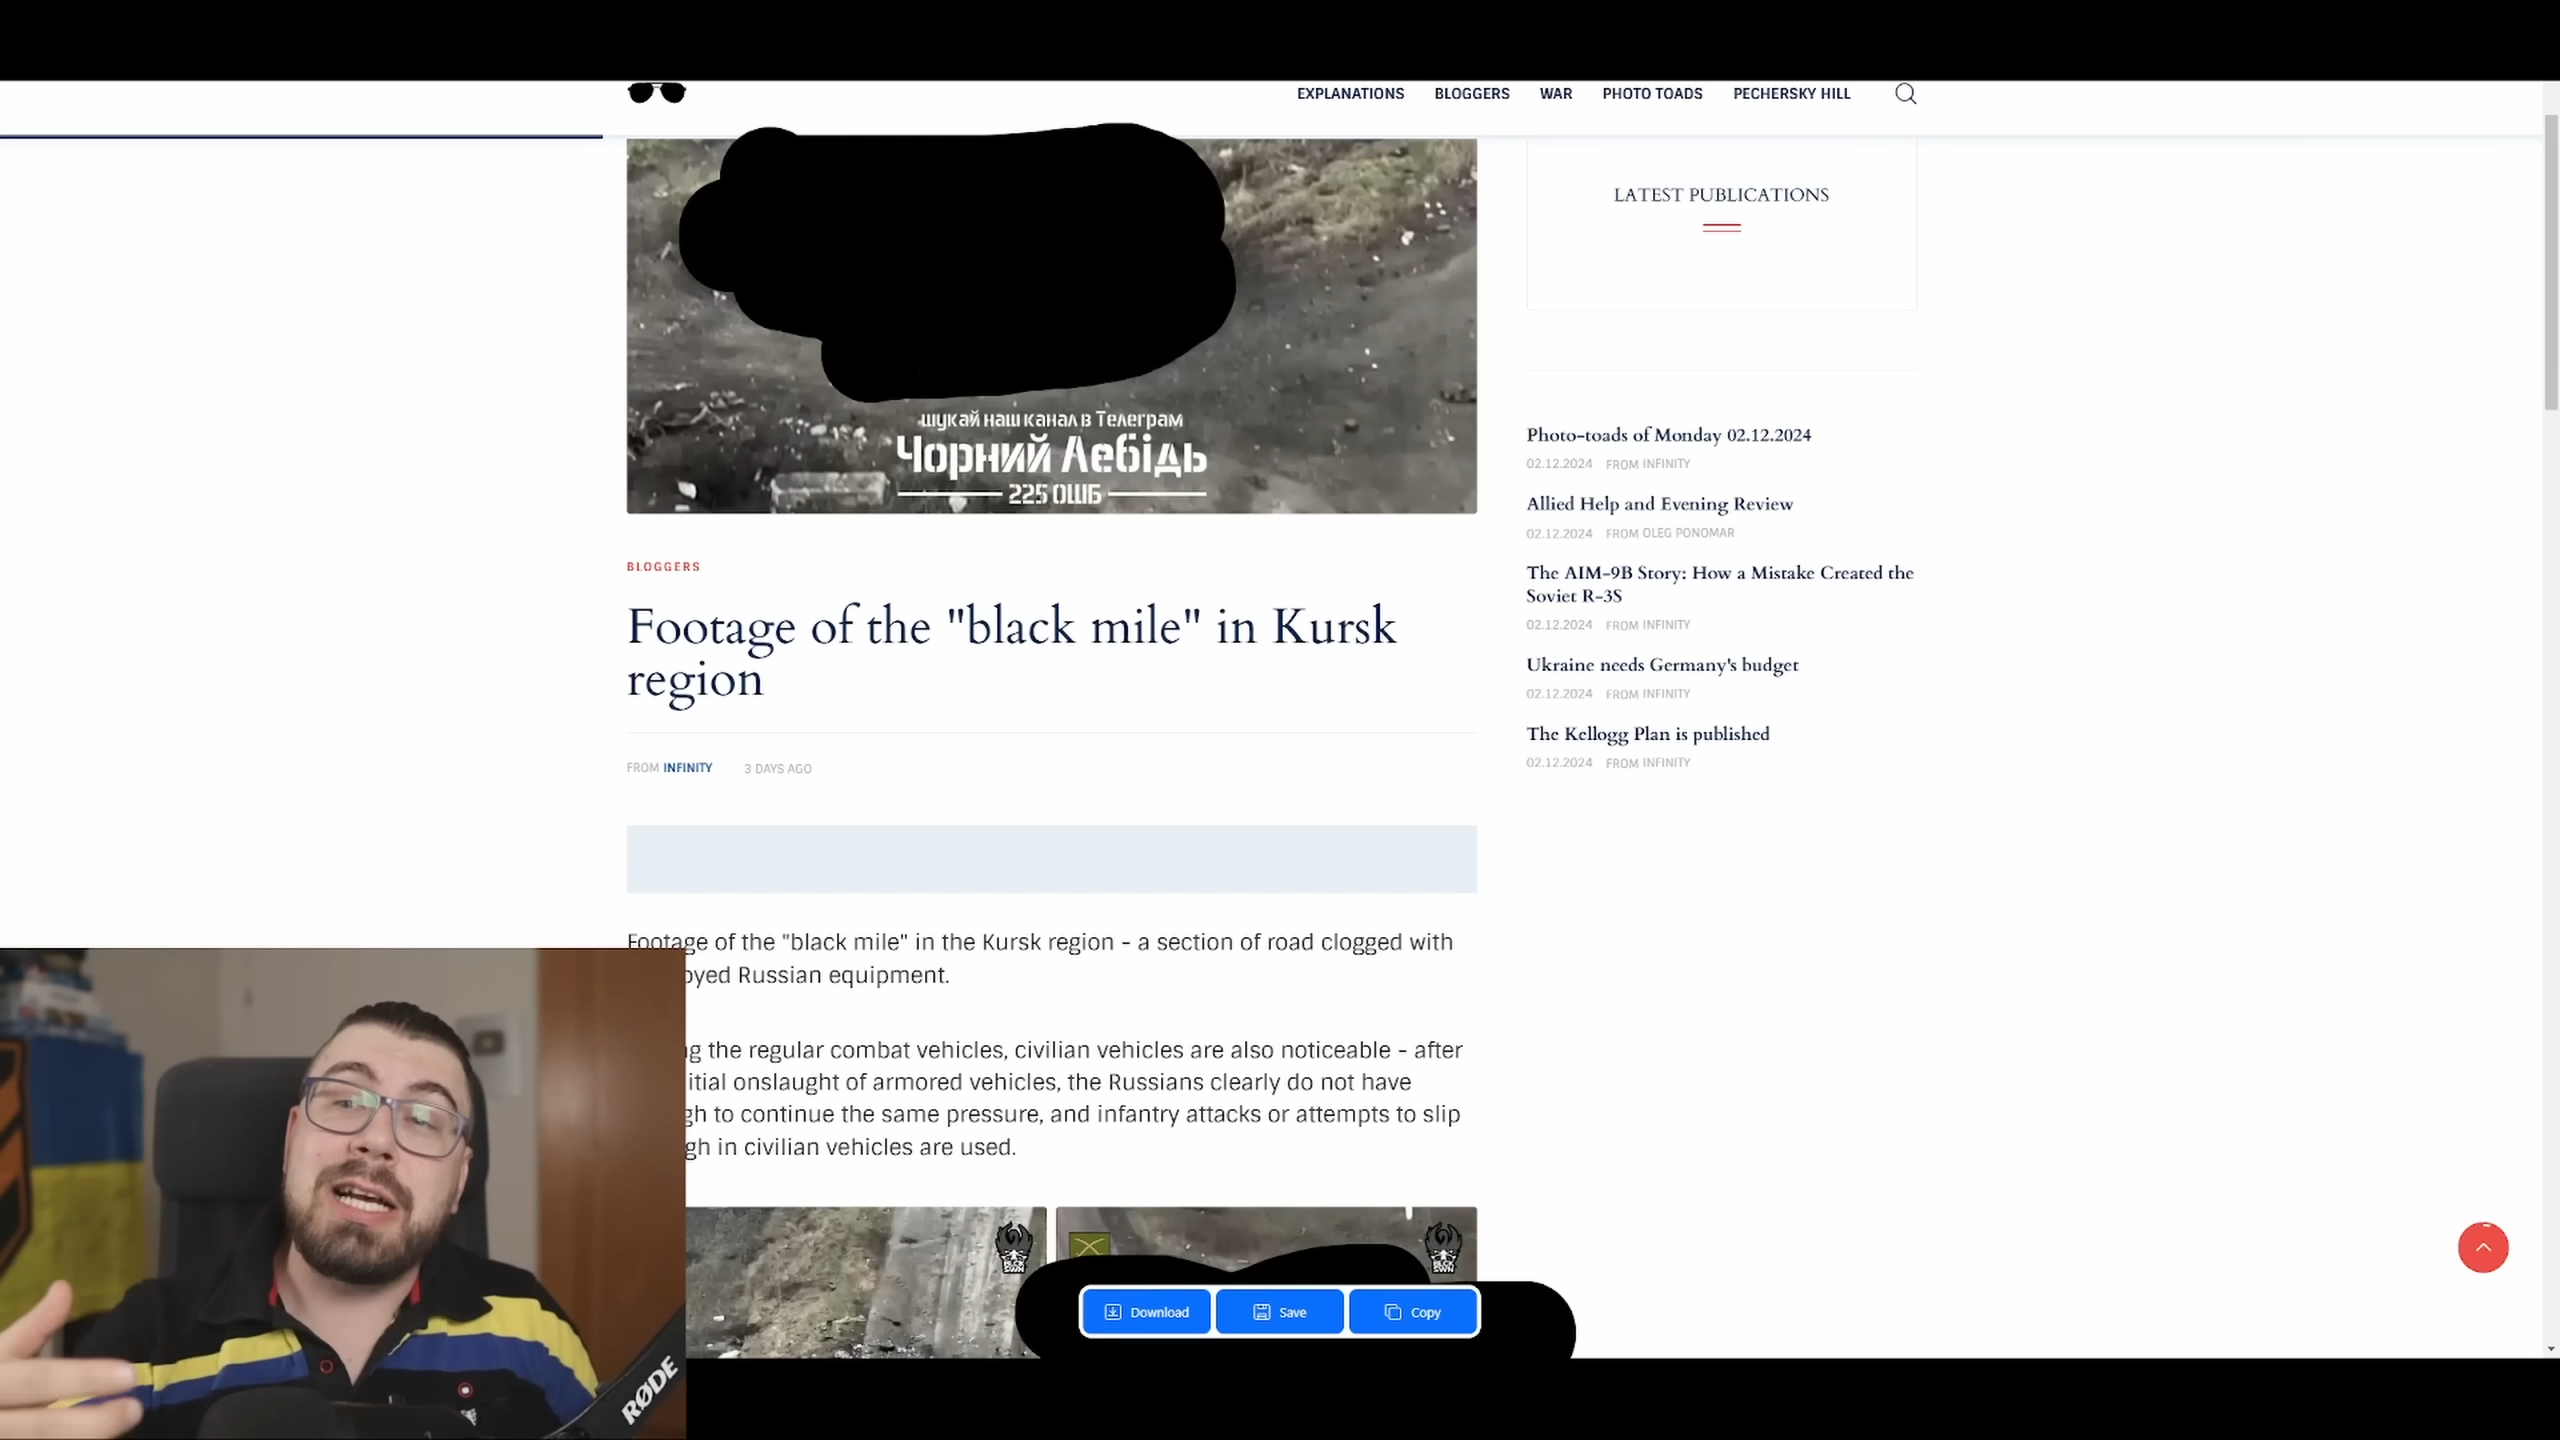 EXPLANATIONS BLOGGERS WAR PHOTO TOADS PECHERSKY HILL
шукай наш канал в Телеграм
Чорний Лебідь
225 ОШБ
BLOGGERS
Footage of the "black mile" in Kursk
region
FROM INFINITY 3 DAYS AGO
Footage of the "black mile" in the Kursk region - a section of road clogged with
oyed Russian equipment.
ng the regular combat vehicles, civilian vehicles are also noticeable - after
itial onslaught of armored vehicles, the Russians clearly do not have
gh to continue the same pressure, and infantry attacks or attempts to slip
gh in civilian vehicles are used.
LATEST PUBLICATIONS
Photo-toads of Monday 02.12.2024
02.12.2024 FROM INFINITY
Allied Help and Evening Review
02.12.2024 FROM OLEG PONOMAR
The AIM-9B Story: How a Mistake Created the
Soviet R-3S
02.12.2024 FROM INFINITY
Ukraine needs Germany's budget
02.12.2024 FROM INFINITY
The Kellogg Plan is published
02.12.2024 FROM INFINITY
BLCK
SWN
BLCK
SWN
Download Save Copy
RØDE